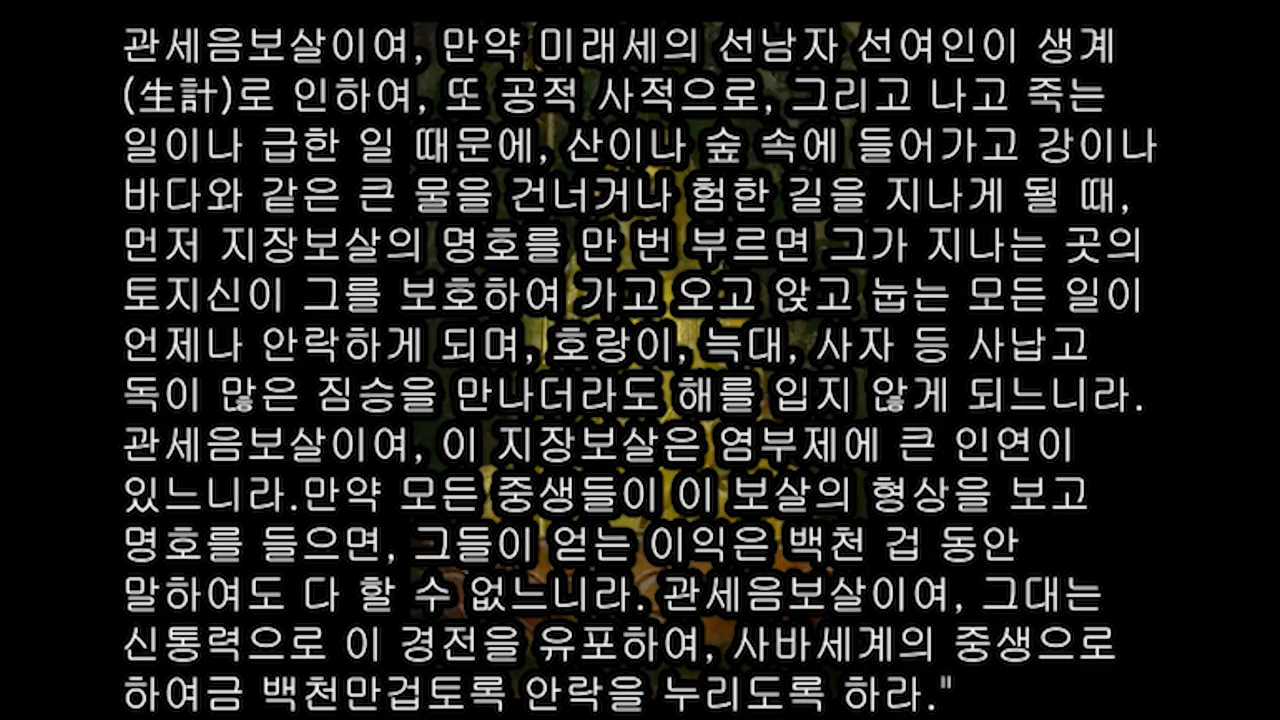 관세음보살이여, 만약 미래세의 선남자 선여인이 생계
(生計)로 인하여, 또 공적 사적으로, 그리고 나고 죽는
일이나 급한 일 때문에, 산이나 숲 속에 들어가고 강이나
바다와 같은 큰 물을 건너거나 험한 길을 지나게 될 때,
먼저 지장보살의 명호를 만 번 부르면 그가 지나는 곳의
토지신이 그를 보호하여 가고 오고 앉고 눕는 모든 일이
언제나 안락하게 되며, 호랑이, 늑대, 사자 등 사납고
독이 많은 짐승을 만나더라도 해를 입지 않게 되느니라.
관세음보살이여, 이 지장보살은 염부제에 큰 인연이
있느니라.만약 모든 중생들이 이 보살의 형상을 보고
명호를 들으면, 그들이 얻는 이익은 백천 겁 동안
말하여도 다 할 수 없느니라. 관세음보살이여, 그대는
신통력으로 이 경전을 유포하여, 사바세계의 중생으로
하여금 백천만겁토록 안락을 누리도록 하라."